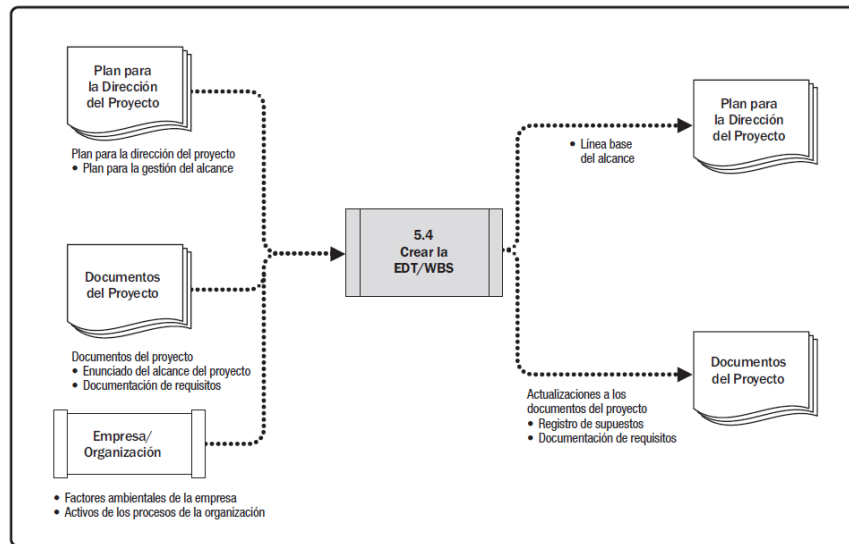 Plan para
la Dirección
del Proyecto
Plan para la dirección del proyecto
• Plan para la gestión del alcance
Documentos
del Proyecto
Documentos del proyecto
• Enunciado del alcance del proyecto
• Documentación de requisitos
Empresa/
Organización
• Factores ambientales de la empresa
• Activos de los procesos de la organización
5.4
Crear la
EDT/WBS
• Línea base
del alcance
Plan para
la Dirección
del Proyecto
Actualizaciones a los
documentos del proyecto
• Registro de supuestos
• Documentación de requisitos
Documentos
del Proyecto